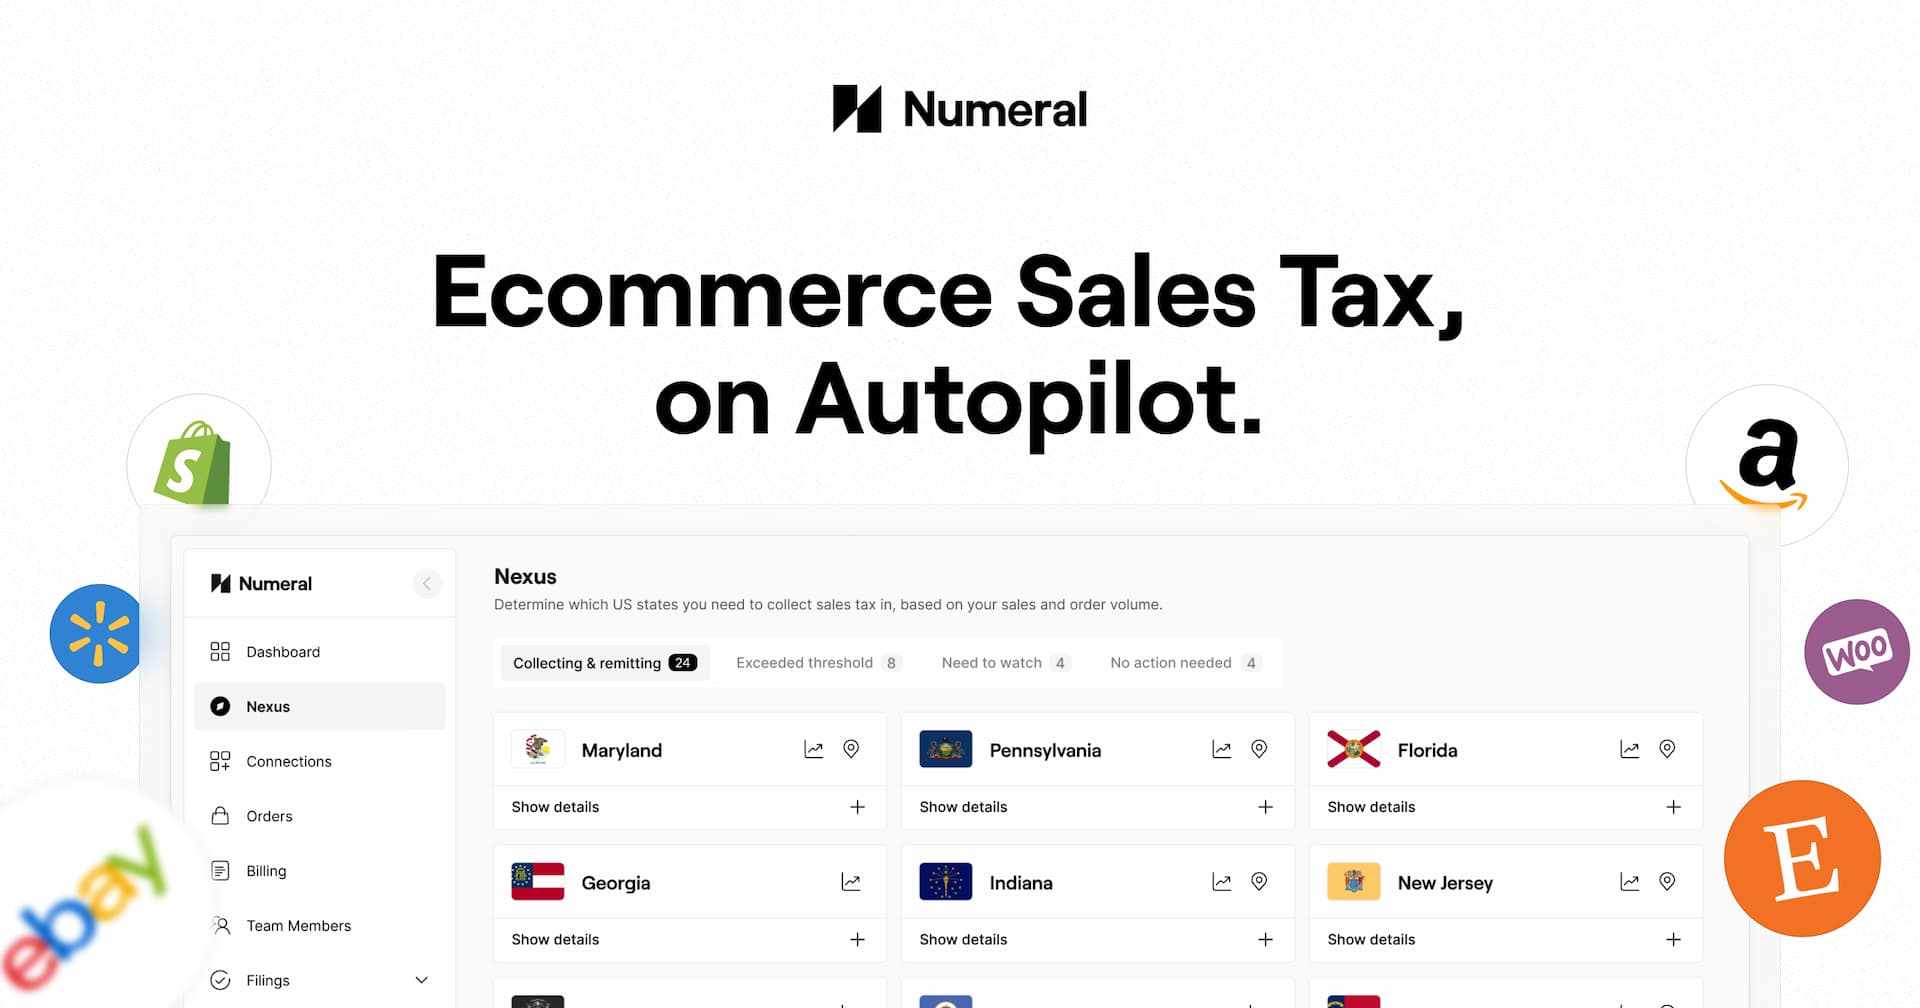 Numeral
Ecommerce Sales Tax,
on Autopilot.
S
a
Numeral
Dashboard
Nexus
Connections
Orders
Billing
Team Members
Filings
Nexus
Determine which US states you need to collect sales tax in, based on your sales and order volume.
Collecting & remitting 24 Exceeded threshold 8 Need to watch 4 No action needed 4
Maryland
Show details
Pennsylvania
Show details
Florida
Show details
Georgia
Show details
Indiana
Show details
New Jersey
Show details
WOO
E
ebay